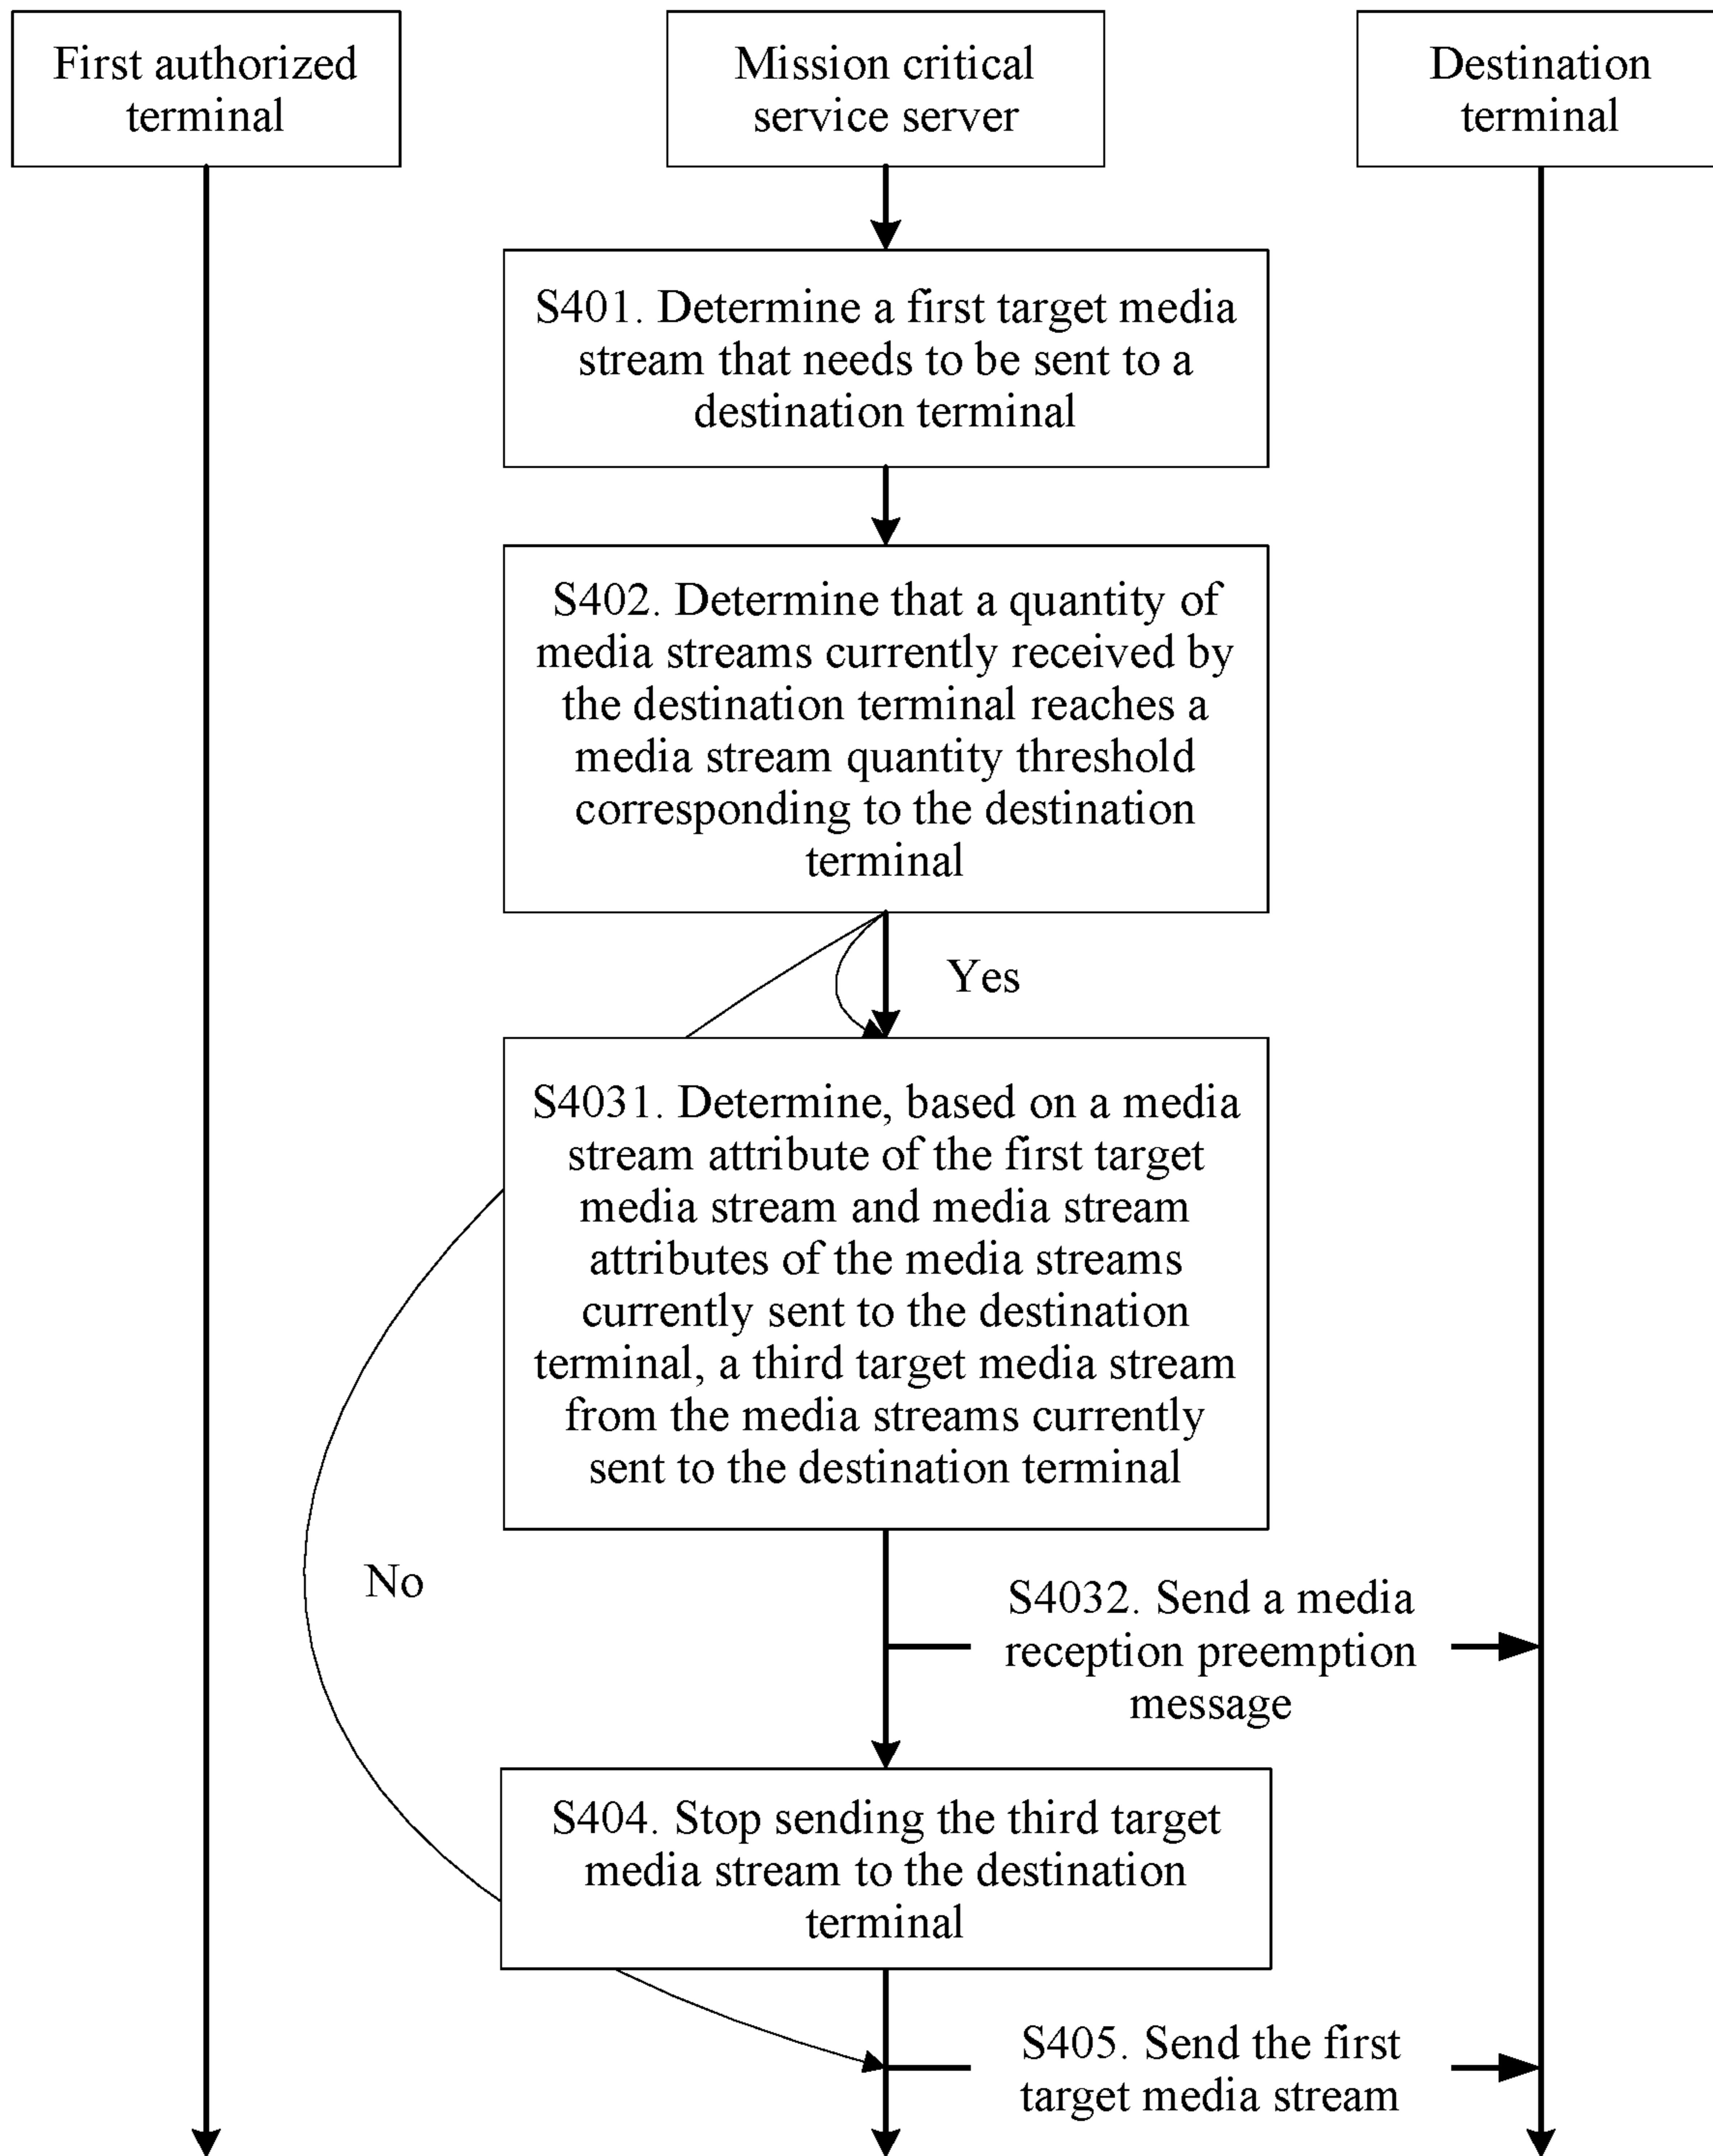 First authorized
terminal
Mission critical
service server
Destination
terminal
S401. Determine a first target media
stream that needs to be sent to a
destination terminal
S402. Determine that a quantity of
media streams currently received by
the destination terminal reaches a
media stream quantity threshold
corresponding to the destination
terminal
Yes
S4031. Determine, based on a media
stream attribute of the first target
media stream and media stream
attributes of the media streams
currently sent to the destination
terminal, a third target media stream
from the media streams currently
sent to the destination terminal
No
S4032. Send a media
reception preemption
message
S404. Stop sending the third target
media stream to the destination
terminal
S405. Send the first
target media stream